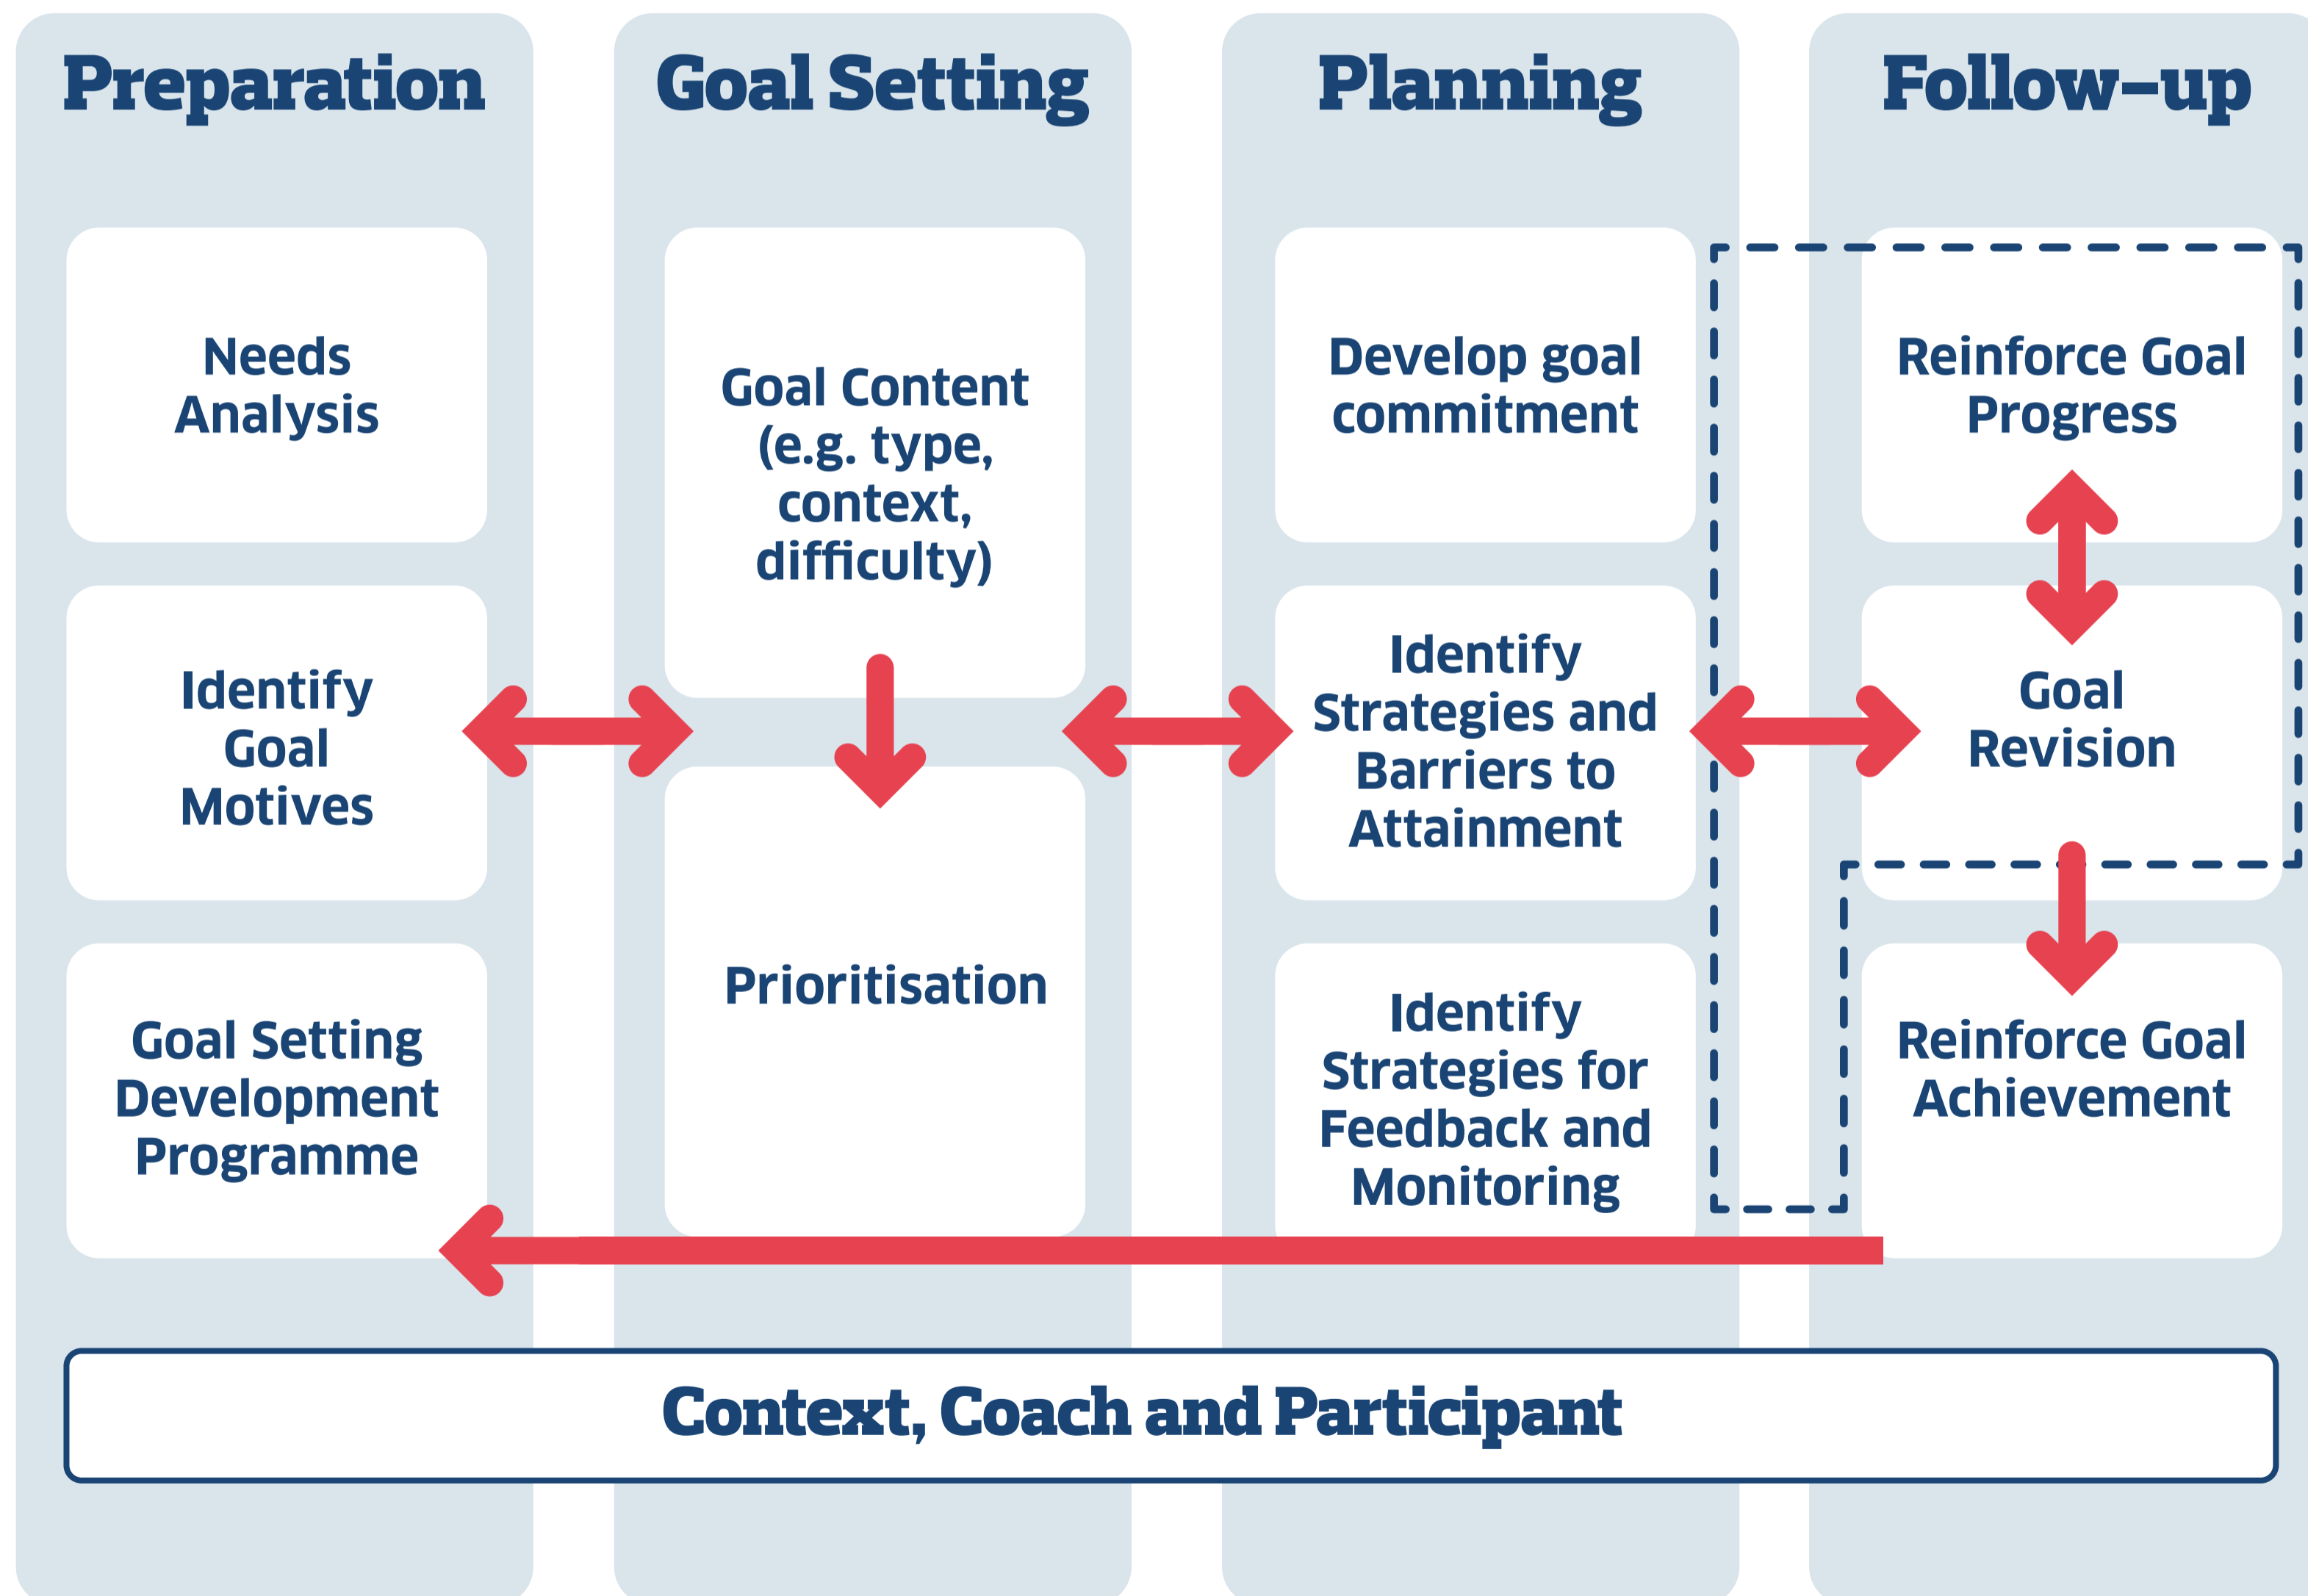 Preparation
Needs
Analysis
Identify
Goal
Motives
Goal Setting
Development
Programme
Goal Setting
Goal Content
(e.g. type,
context,
difficulty)
Prioritisation
Planning
Develop goal
commitment
Identify
Strategies and
Barriers to
Attainment
Identify
Strategies for
Feedback and
Monitoring
Follow-up
Reinforce Goal
Progress
Goal
Revision
Reinforce Goal
Achievement
Context, Coach and Participant